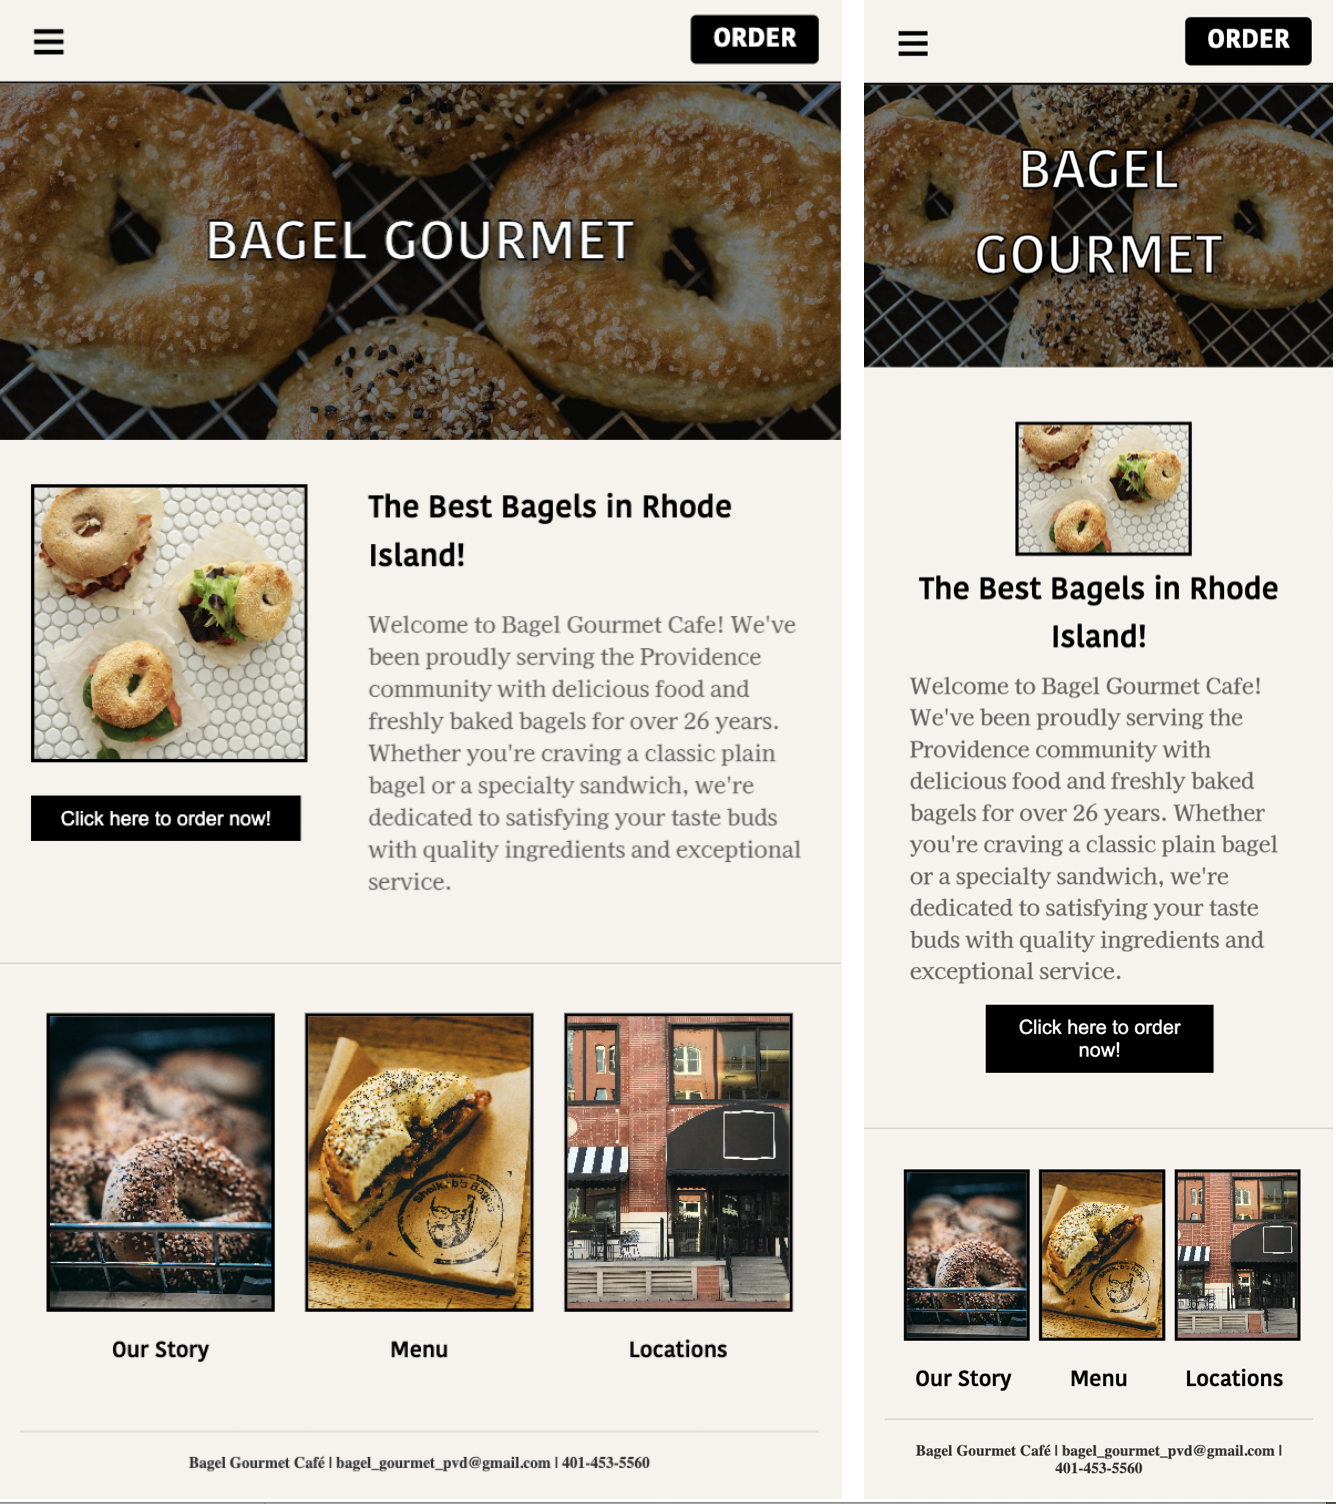 ORDER
BAGEL GOURMET
The Best Bagels in Rhode
Island!
Welcome to Bagel Gourmet Cafe! We've
been proudly serving the Providence
community with delicious food and
freshly baked bagels for over 26 years.
Whether you're craving a classic plain
bagel or a specialty sandwich, we're
dedicated to satisfying your taste buds
with quality ingredients and exceptional
service.
Click here to order now!
Our Story
Menu
Locations
Bagel Gourmet Café | bagel_gourmet_pvd@gmail.com | 401-453-5560
ORDER
BAGEL
GOURMET
The Best Bagels in Rhode
Island!
Welcome to Bagel Gourmet Cafe!
We've been proudly serving the
Providence community with
delicious food and freshly baked
bagels for over 26 years. Whether
you're craving a classic plain bagel
or a specialty sandwich, we're
dedicated to satisfying your taste
buds with quality ingredients and
exceptional service.
Click here to order
now!
Our Story
Menu
Locations
Bagel Gourmet Café | bagel_gourmet_pvd@gmail.com |
401-453-5560